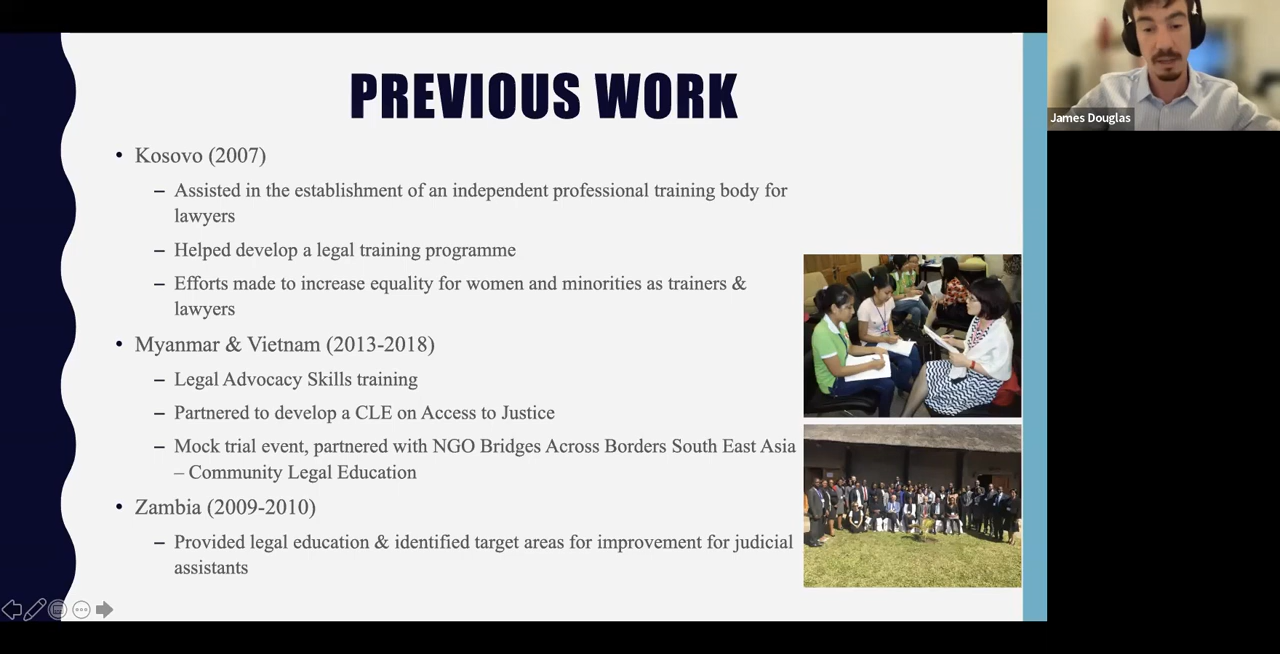 PREVIOUS WORK
James Douglas
• Kosovo (2007)
– Assisted in the establishment of an independent professional training body for
lawyers
– Helped develop a legal training programme
– Efforts made to increase equality for women and minorities as trainers &
lawyers
• Myanmar & Vietnam (2013-2018)
– Legal Advocacy Skills training
– Partnered to develop a CLE on Access to Justice
– Mock trial event, partnered with NGO Bridges Across Borders South East Asia
– Community Legal Education
• Zambia (2009-2010)
– Provided legal education & identified target areas for improvement for judicial
assistants